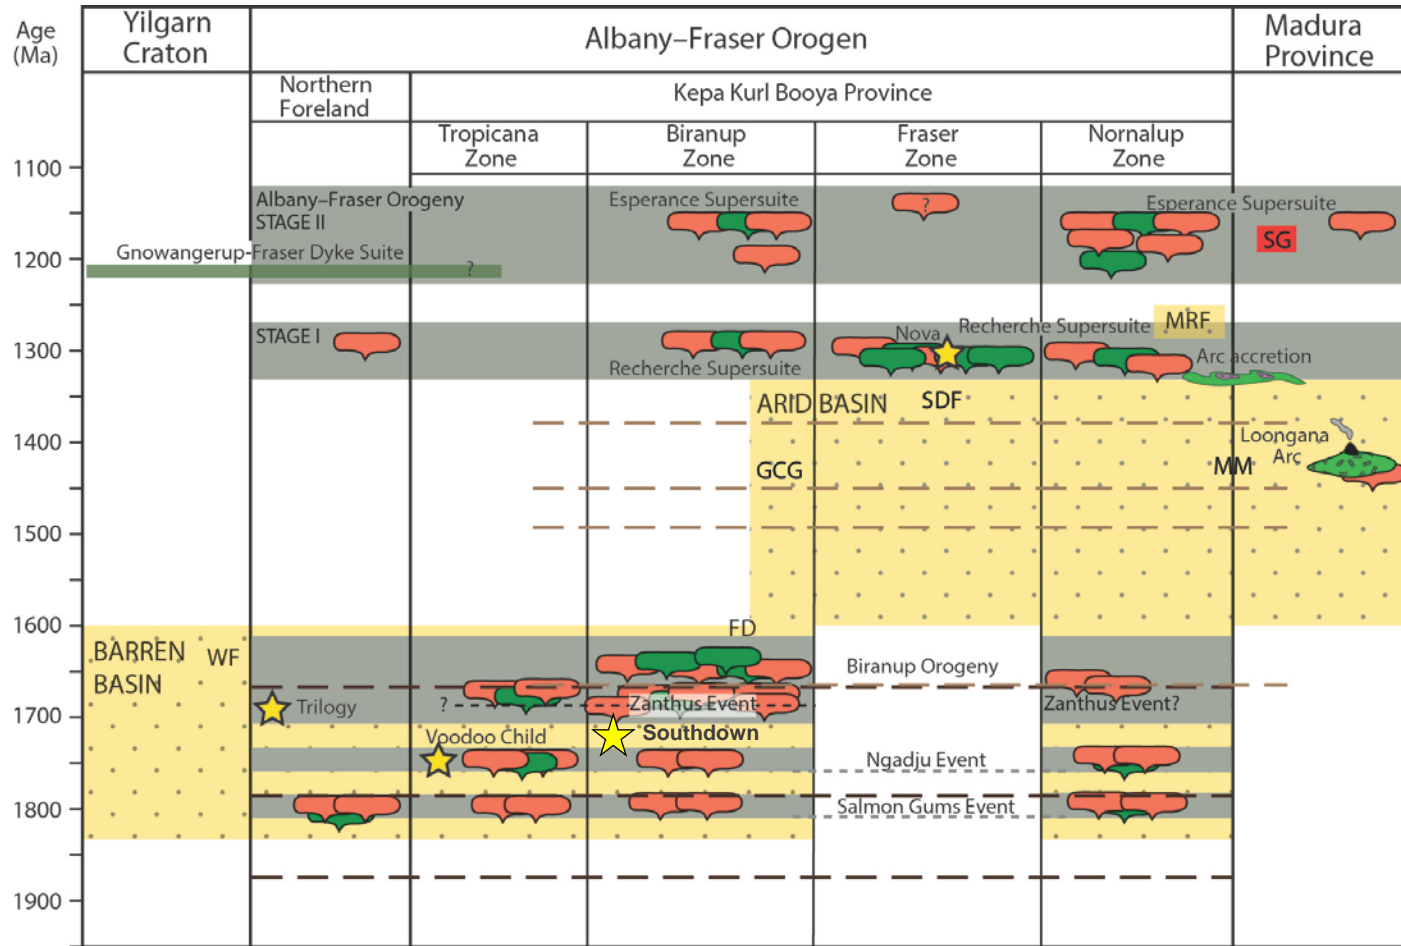 Age
(Ma)
Yilgarn
Craton
Albany–Fraser Orogen
Madura
Province
Northern
Foreland
Kepa Kurl Booya Province
Tropicana
Zone
Biranup
Zone
Fraser
Zone
Nornalup
Zone
1100
Albany–Fraser Orogeny
STAGE II
Esperance Supersuite
?
Esperance Supersuite
SG
Gnowangerup-Fraser Dyke Suite
?
1200
STAGE I
Nova
Recherche Supersuite
MRF
1300
Recherche Supersuite
Arc accretion
ARID BASIN
SDF
1400
Loongana
Arc
GCG
MM
1500
1600
FD
BARREN
BASIN
WF
Biranup Orogeny
1700
Trilogy
?
Zanthus Event
Zanthus Event?
Voodoo Child
Southdown
Ngadju Event
1800
Salmon Gums Event
1900